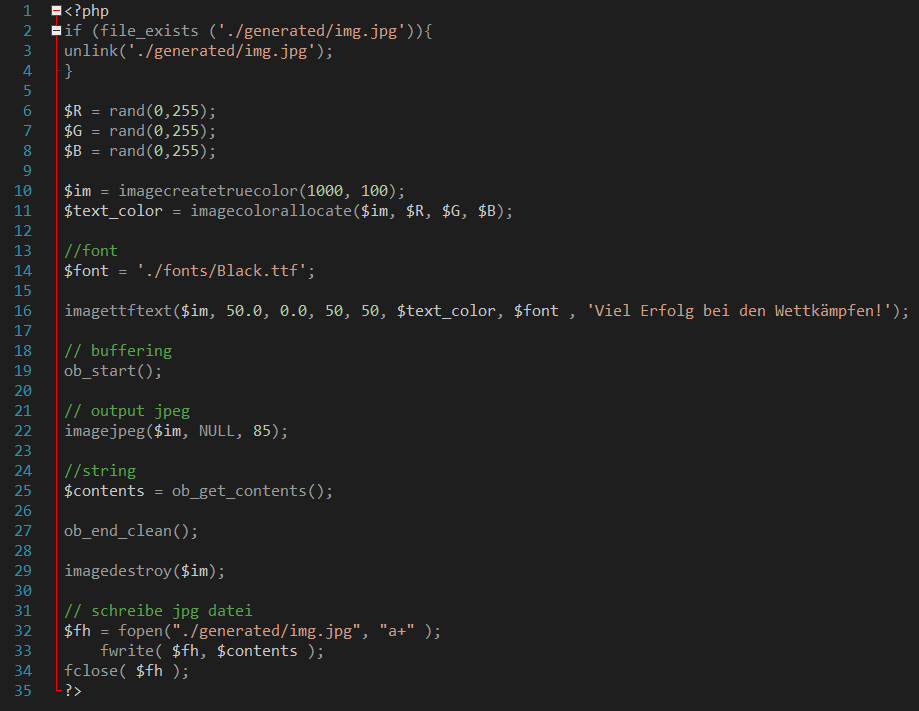 1 <?php
2 if (file_exists ('./generated/img.jpg')){
3 unlink('./generated/img.jpg');
4 }
5
6 $R = rand(0,255);
7 $G = rand(0,255);
8 $B = rand(0,255);
9
10 $im = imagecreatetruecolor(1000, 100);
11 $text_color = imagecolorallocate($im, $R, $G, $B);
12
13 //font
14 $font = './fonts/Black.ttf';
15
16 imagettftext($im, 50.0, 0.0, 50, 50, $text_color, $font , 'Viel Erfolg bei den Wettkämpfen!');
17
18 // buffering
19 ob_start();
20
21 // output jpeg
22 imagejpeg($im, NULL, 85);
23
24 //string
25 $contents = ob_get_contents();
26
27 ob_end_clean();
28
29 imagedestroy($im);
30
31 // schreibe jpg datei
32 $fh = fopen("./generated/img.jpg", "a+" );
33     fwrite( $fh, $contents );
34 fclose( $fh );
35 ?>